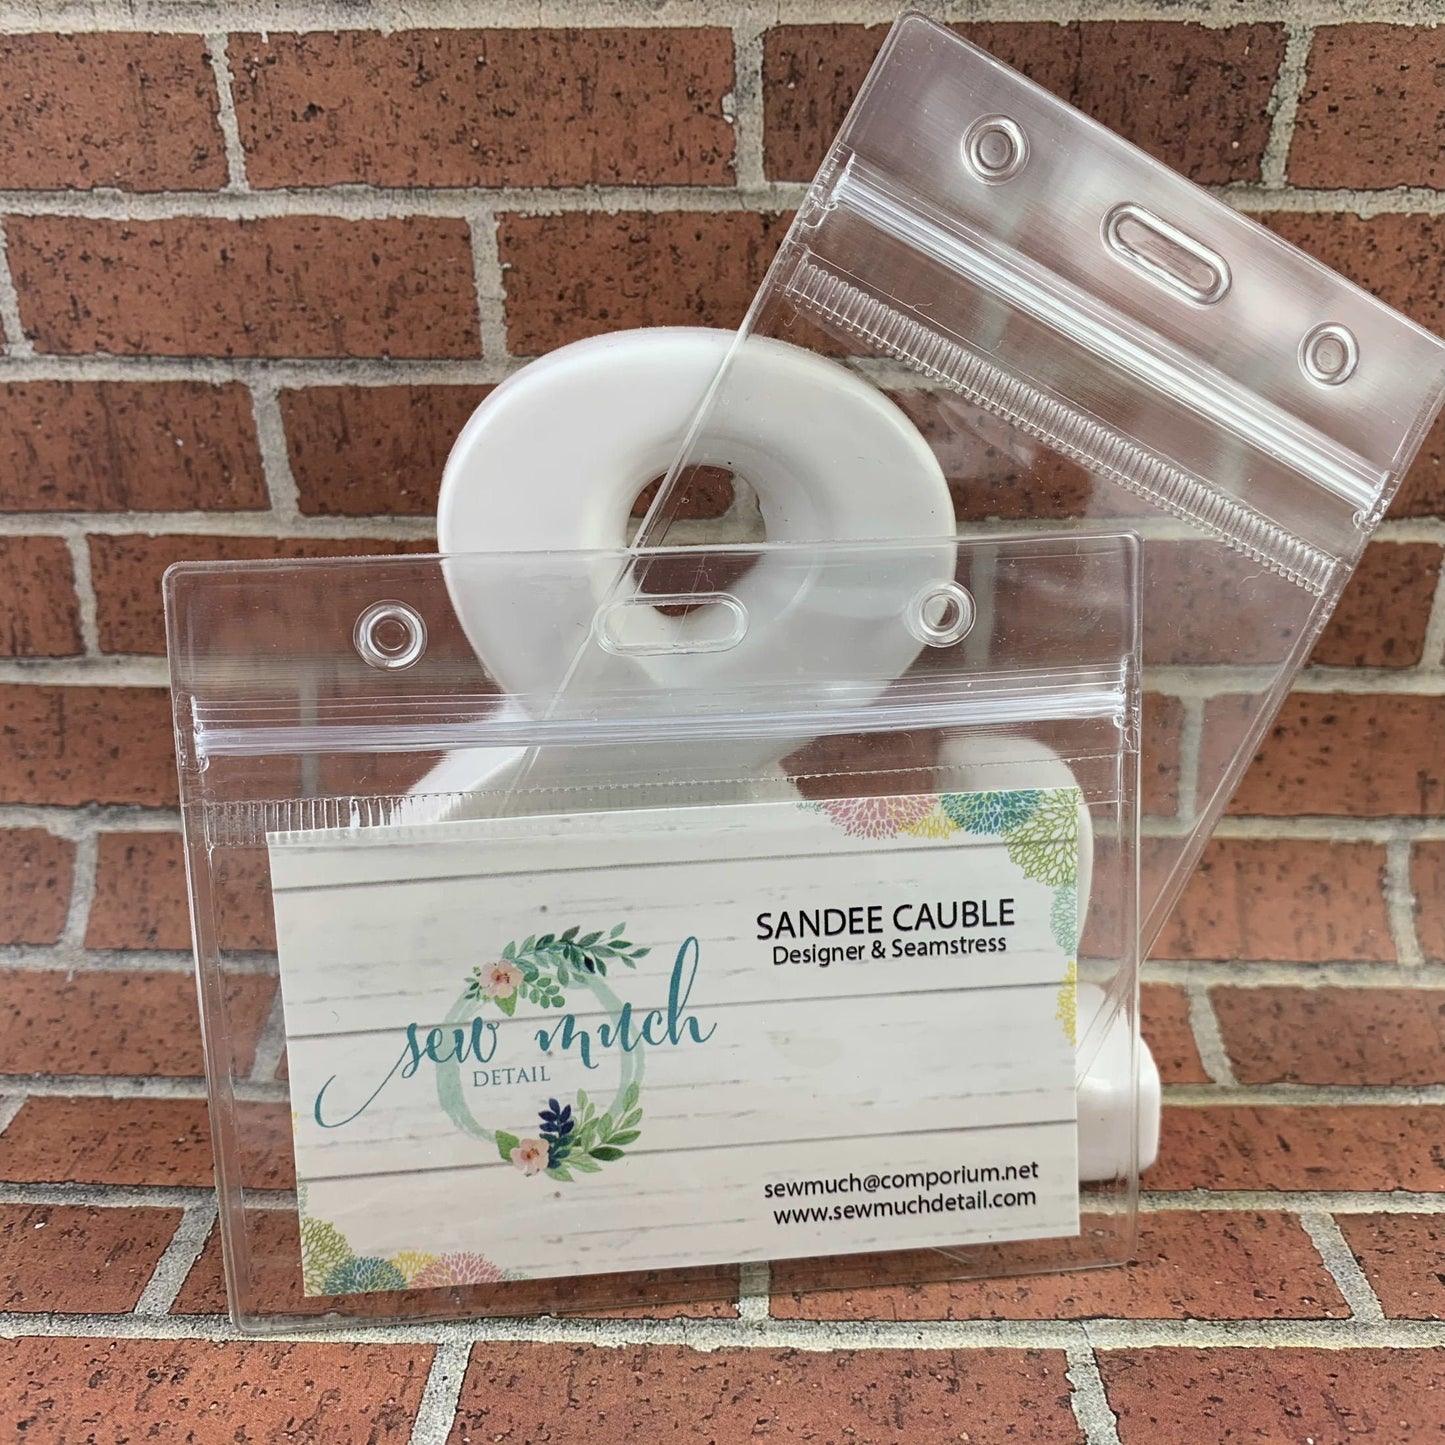 SANDEE CAUBLE
Designer & Seamstress
sew much
DETAIL
sewmuch@comporium.net
www.sewmuchdetail.com